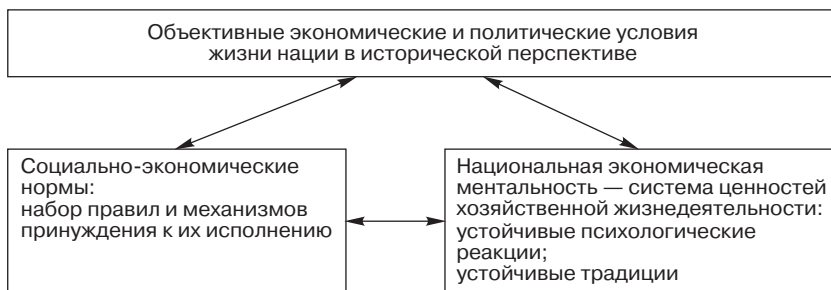 Объективные экономические и политические условия
жизни нации в исторической перспективе
Социально-экономические
нормы:
набор правил и механизмов
принуждения к их исполнению
Национальная экономическая
ментальность — система ценностей
хозяйственной жизнедеятельности:
устойчивые психологические
реакции;
устойчивые традиции